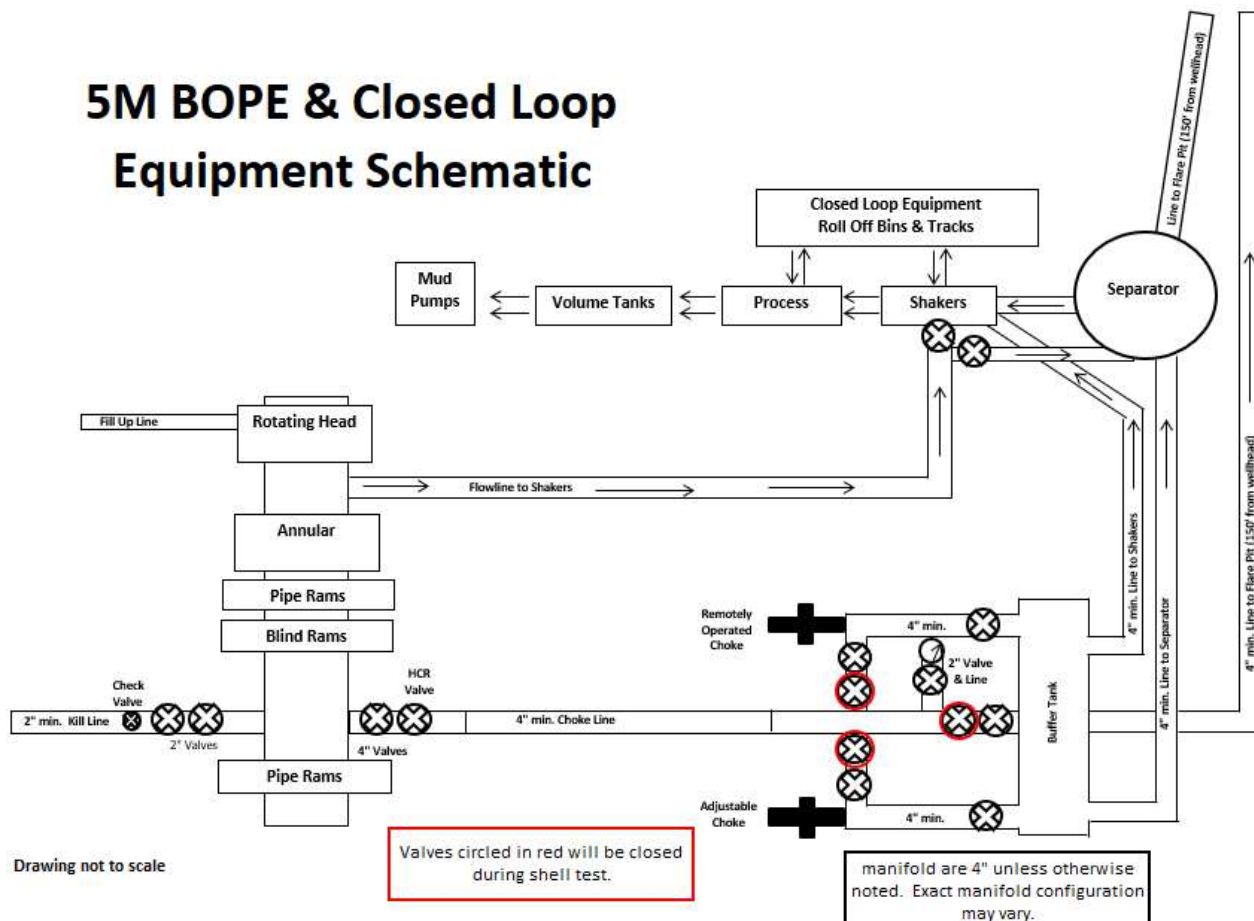 5M BOPE & Closed Loop
Equipment Schematic
Line to Flare Pit (150' from wellhead)
Closed Loop Equipment
Roll Off Bins & Tracks
Mud
Pumps
Volume Tanks
Process
Shakers
Separator
Fill Up Line
Rotating Head
Flowline to Shakers
Annular
Pipe Rams
Blind Rams
Check
Valve
2" min. Kill Line
2" Valves
HCR
Valve
4" Valves
4" min. Choke Line
Pipe Rams
Remotely
Operated
Choke
4" min.
2" Valve
& Line
Buffer Tank
Adjustable
Choke
4" min.
4" min. Line to Shakers
4" min. Line to Separator
4" min. Line to Flare Pit (150' from wellhead)
Drawing not to scale
Valves circled in red will be closed
during shell test.
manifold are 4" unless otherwise
noted. Exact manifold configuration
may vary.